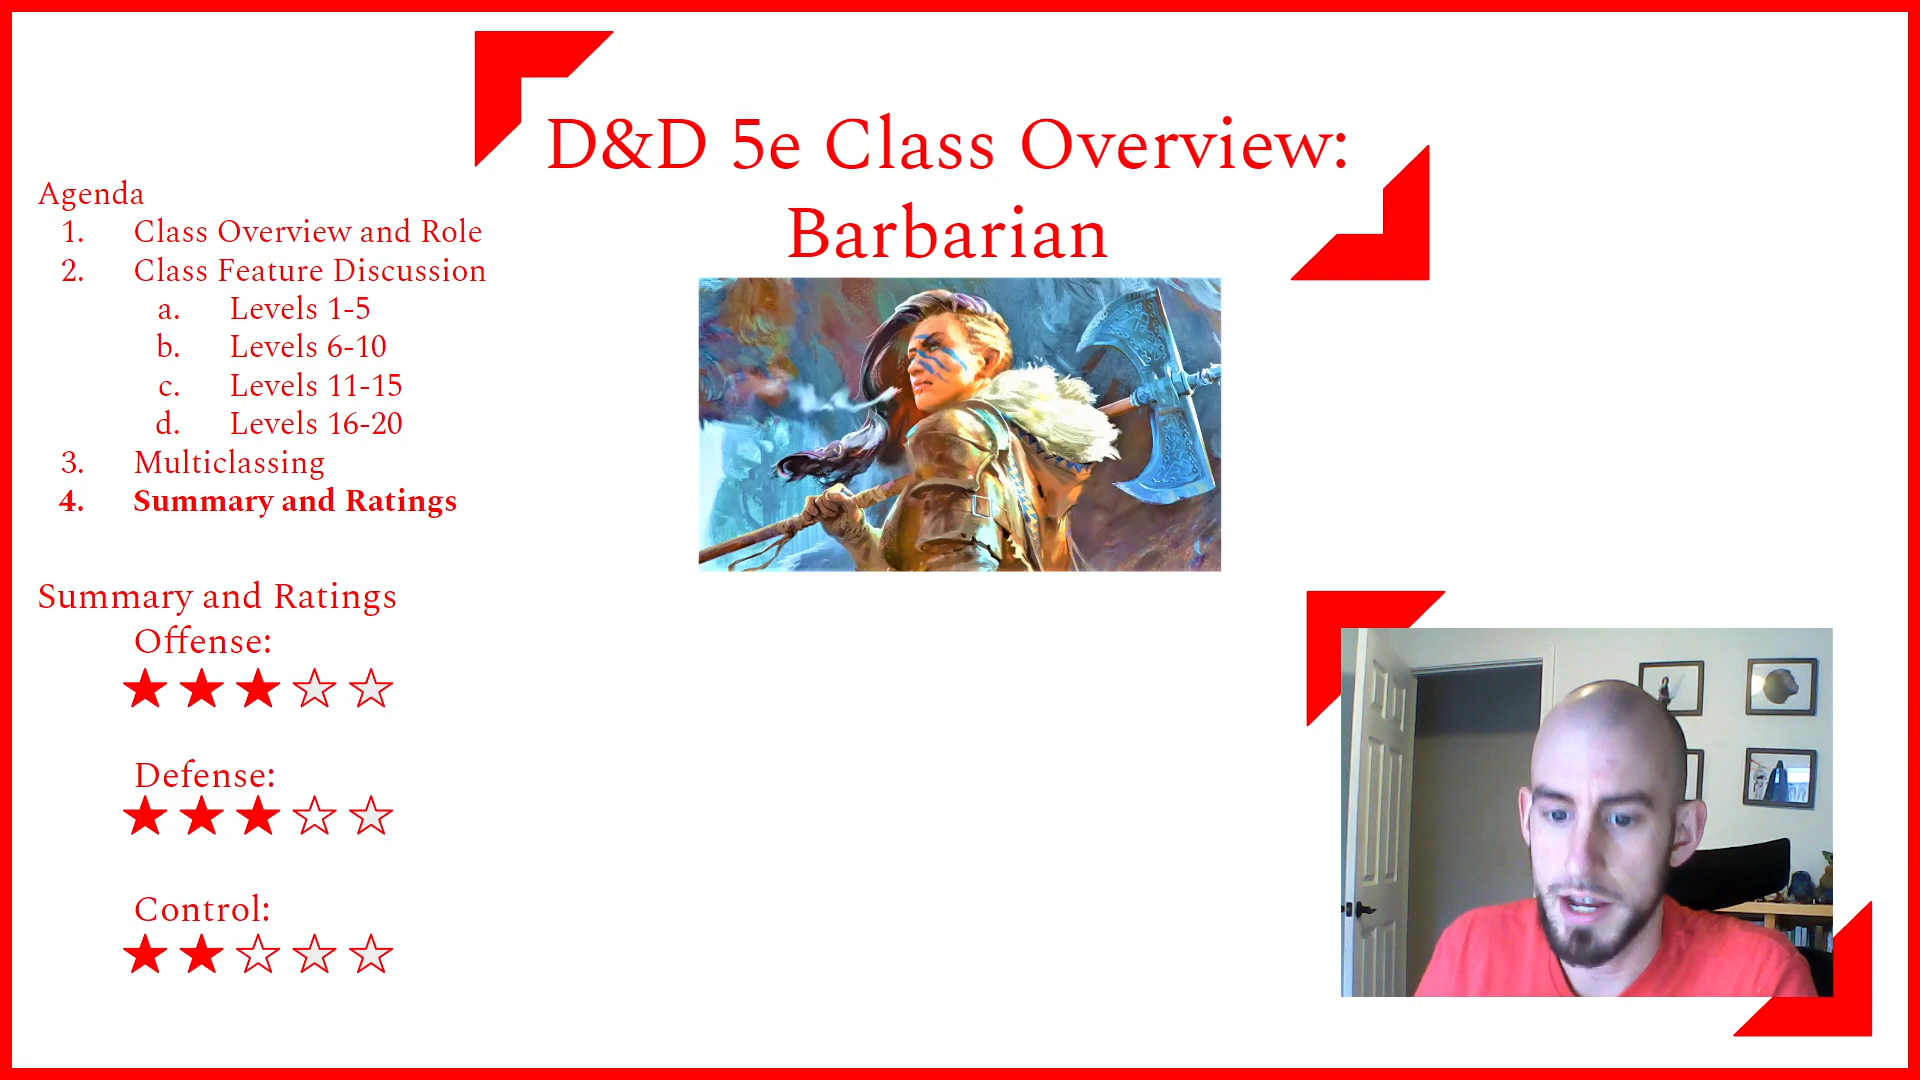 D&D 5e Class Overview:
Barbarian
Agenda
1. Class Overview and Role
2. Class Feature Discussion
a. Levels 1-5
b. Levels 6-10
c. Levels 11-15
d. Levels 16-20
3. Multiclassing
4. Summary and Ratings
Summary and Ratings
Offense:
Defense:
Control: